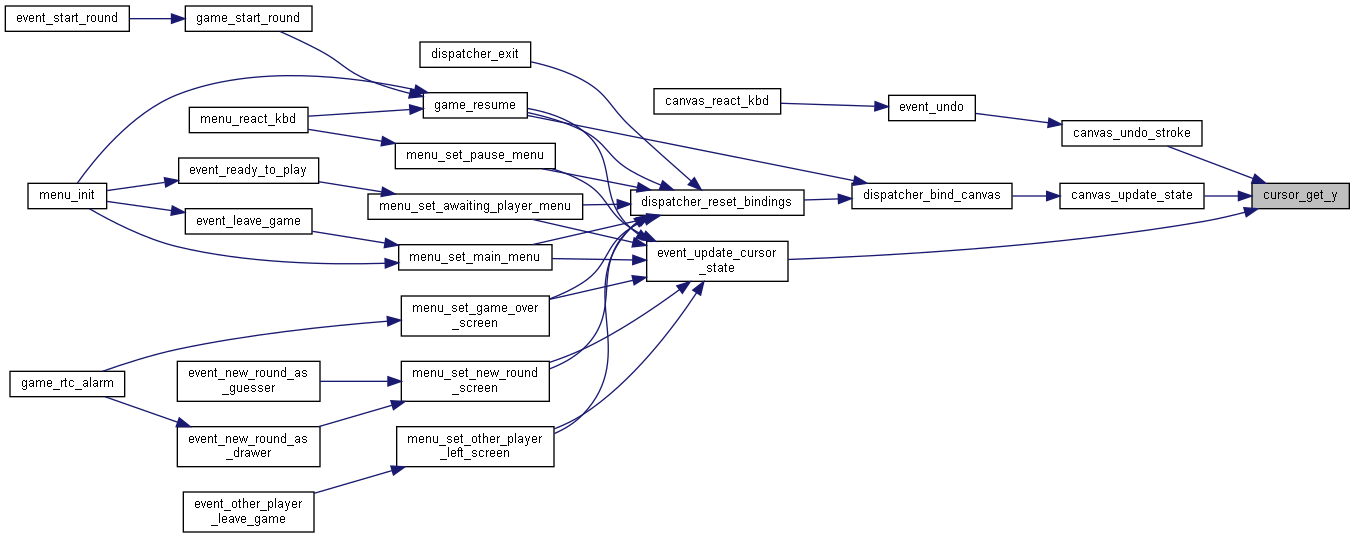 event_start_round
game_start_round
dispatcher_exit
game_resume
canvas_react_kbd
event_undo
menu_react_kbd
canvas_undo_stroke
menu_set_pause_menu
event_ready_to_play
menu_init
menu_set_awaiting_player_menu
dispatcher_reset_bindings
dispatcher_bind_canvas
canvas_update_state
cursor_get_y
event_leave_game
menu_set_main_menu
event_update_cursor
_state
menu_set_game_over
_screen
game_rtc_alarm
event_new_round_as
_guesser
menu_set_new_round
_screen
event_new_round_as
_drawer
menu_set_other_player
_left_screen
event_other_player
_leave_game